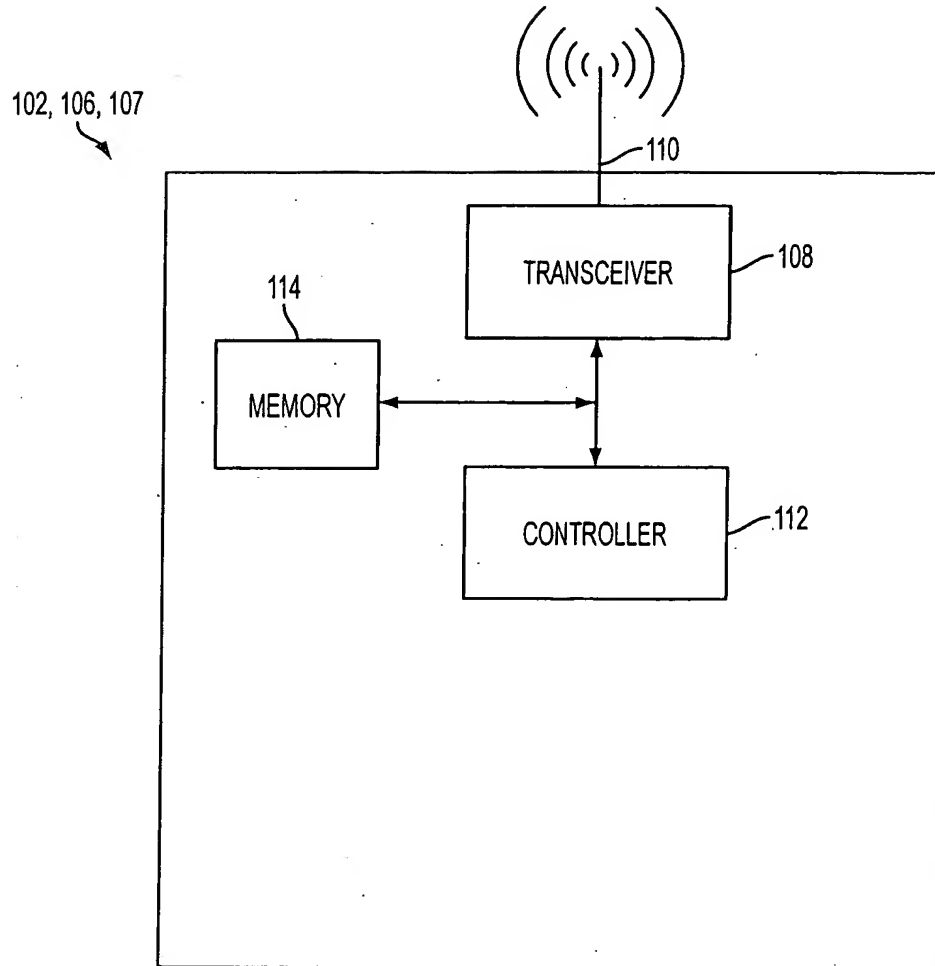 102, 106, 107
110
TRANSCEIVER
108
114
MEMORY
CONTROLLER
112